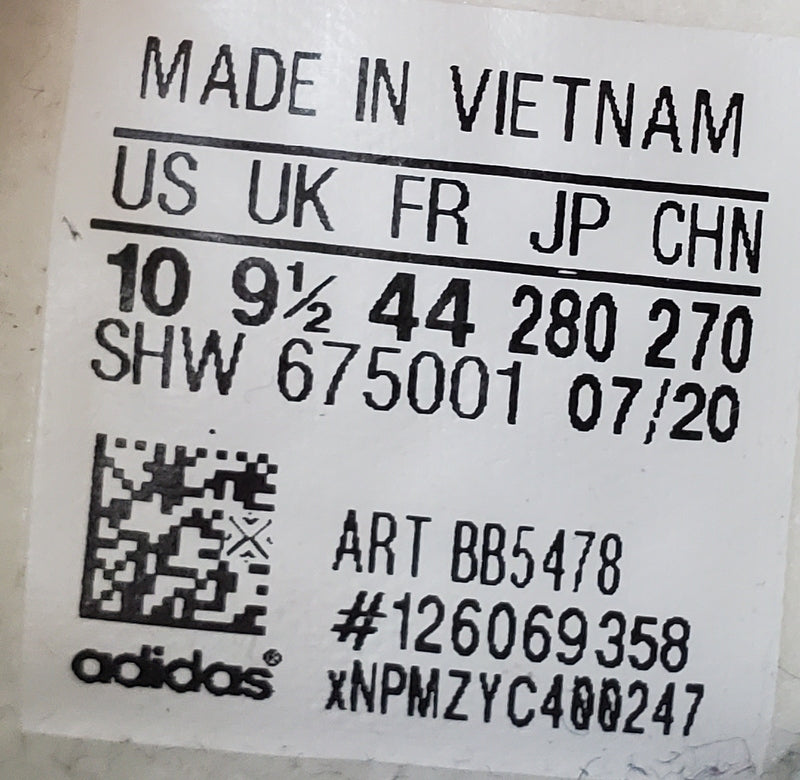 MADE IN VIETNAM
US UK FR JP CHN
10 9½ 44 280 270
SHW 675001 07/20
ART BB5478
#126069358
adidas®
xNPMZYC400247